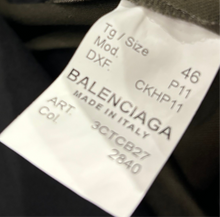 Tg / Size 46
Mod. P11
DXF. CKHP11
BALENCIAGA
MADE IN ITALY
ART. 3CTCB27
Col. 2840